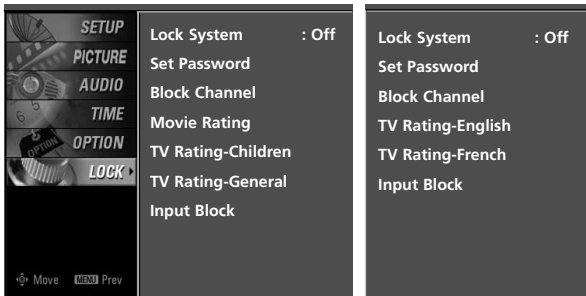 SETUP
PICTURE
AUDIO
TIME
OPTION
LOCK
Move MENU Prev
Lock System : Off
Set Password
Block Channel
Movie Rating
TV Rating-Children
TV Rating-General
Input Block
Lock System : Off
Set Password
Block Channel
TV Rating-English
TV Rating-French
Input Block